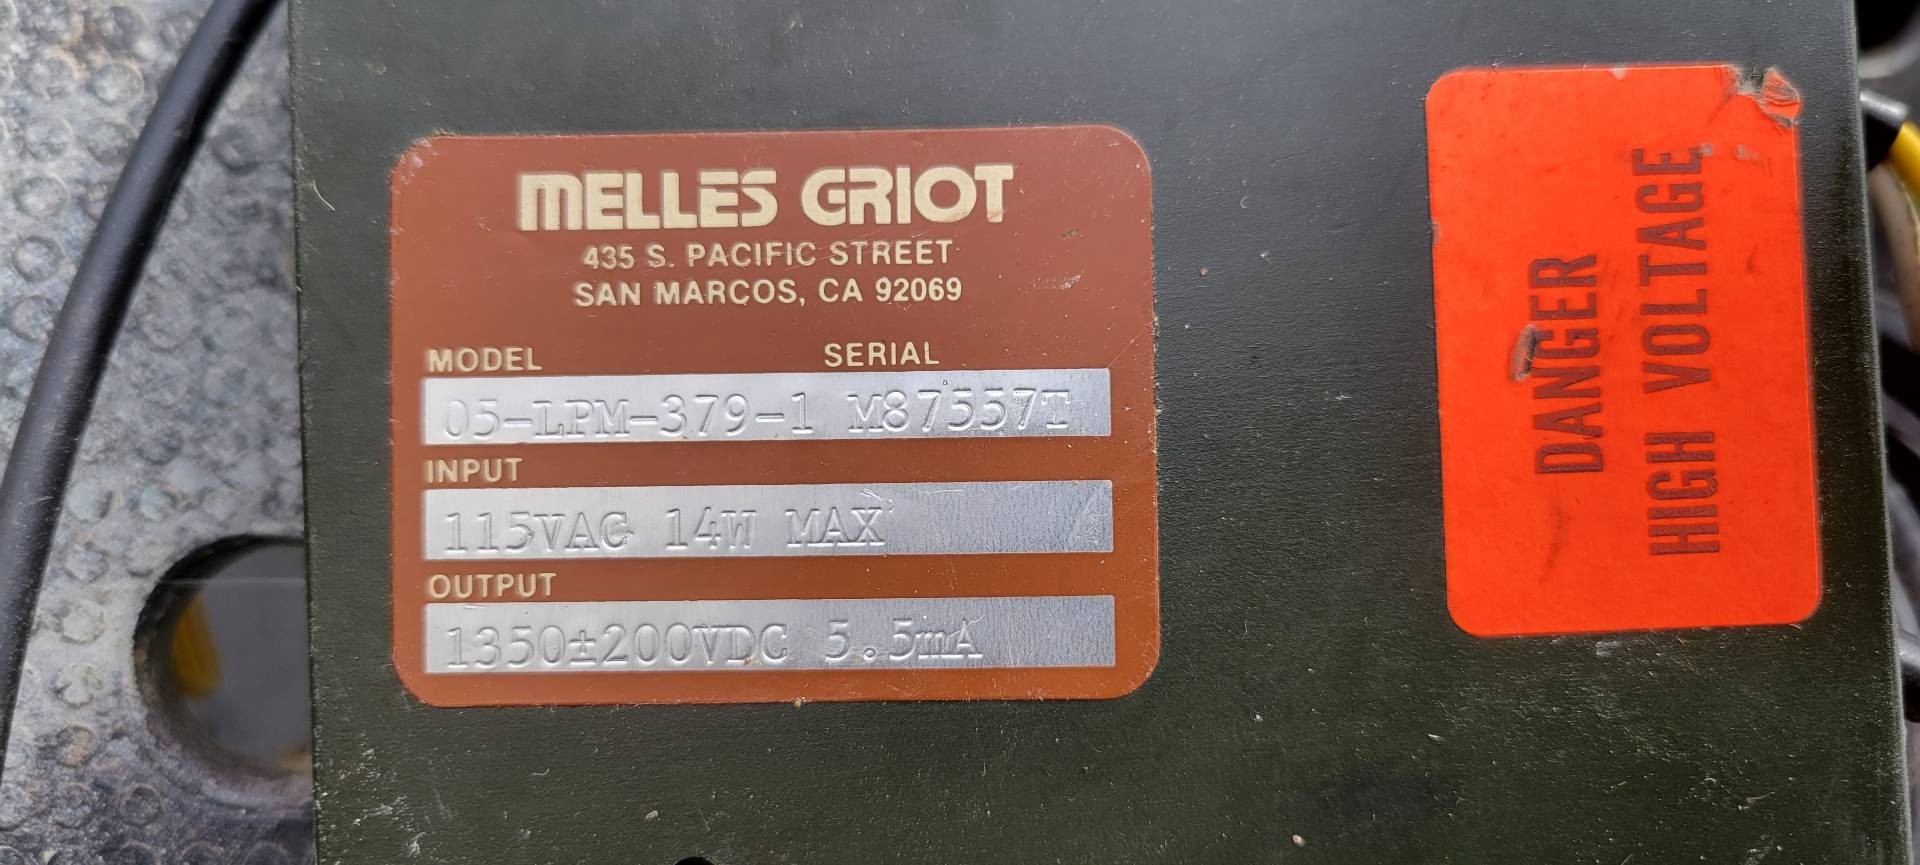 MELLES GRIOT
435 S. PACIFIC STREET
SAN MARCOS, CA 92069
MODEL SERIAL
05-LPM-379-1 M87557T
INPUT
115VAC 14W MAX
OUTPUT
1350±200VDC 5.5mA
DANGER
HIGH VOLTAGE